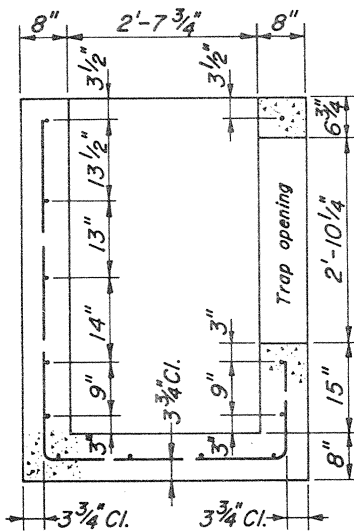 8" 2'-7 3/4" 8"
3 1/2" 3 1/2"
6 3/4"
13 1/2"
13"
2'-10 1/4"
Trap opening
14"
3"
9" 3 3/4" Cl. 9" 15"
3" 3"
8"
3 3/4" Cl. 3 3/4" Cl.